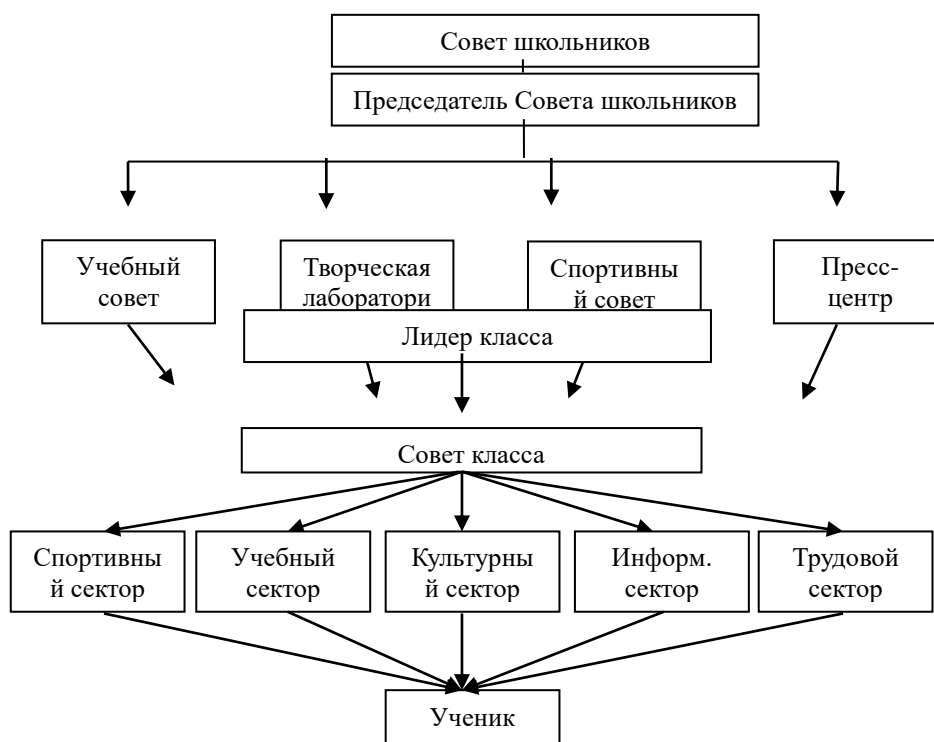 Совет школьников
Председатель Совета школьников
Учебный
совет
Творческая
лаборатори
Спортивны
й совет
Пресс-
центр
Лидер класса
Совет класса
Спортивны
й сектор
Учебный
сектор
Культурны
й сектор
Информ.
сектор
Трудовой
сектор
Ученик